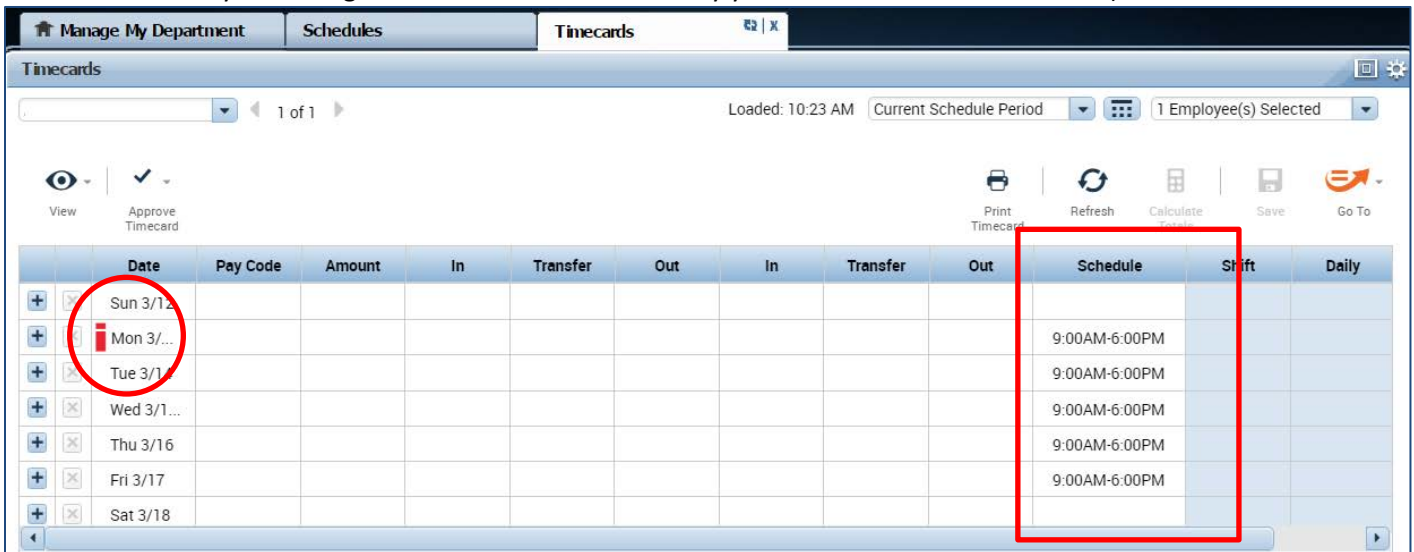 Manage My Department Schedules Timecards X
Timecards
1 of 1 Loaded: 10:23 AM Current Schedule Period 1 Employee(s) Selected
View Approve Timecard Print Timecard Refresh Calculate Totals Save Go To
Date Pay Code Amount In Transfer Out In Transfer Out Schedule Shift Daily
Sun 3/12
Mon 3/... 9:00AM-6:00PM
Tue 3/14 9:00AM-6:00PM
Wed 3/1... 9:00AM-6:00PM
Thu 3/16 9:00AM-6:00PM
Fri 3/17 9:00AM-6:00PM
Sat 3/18